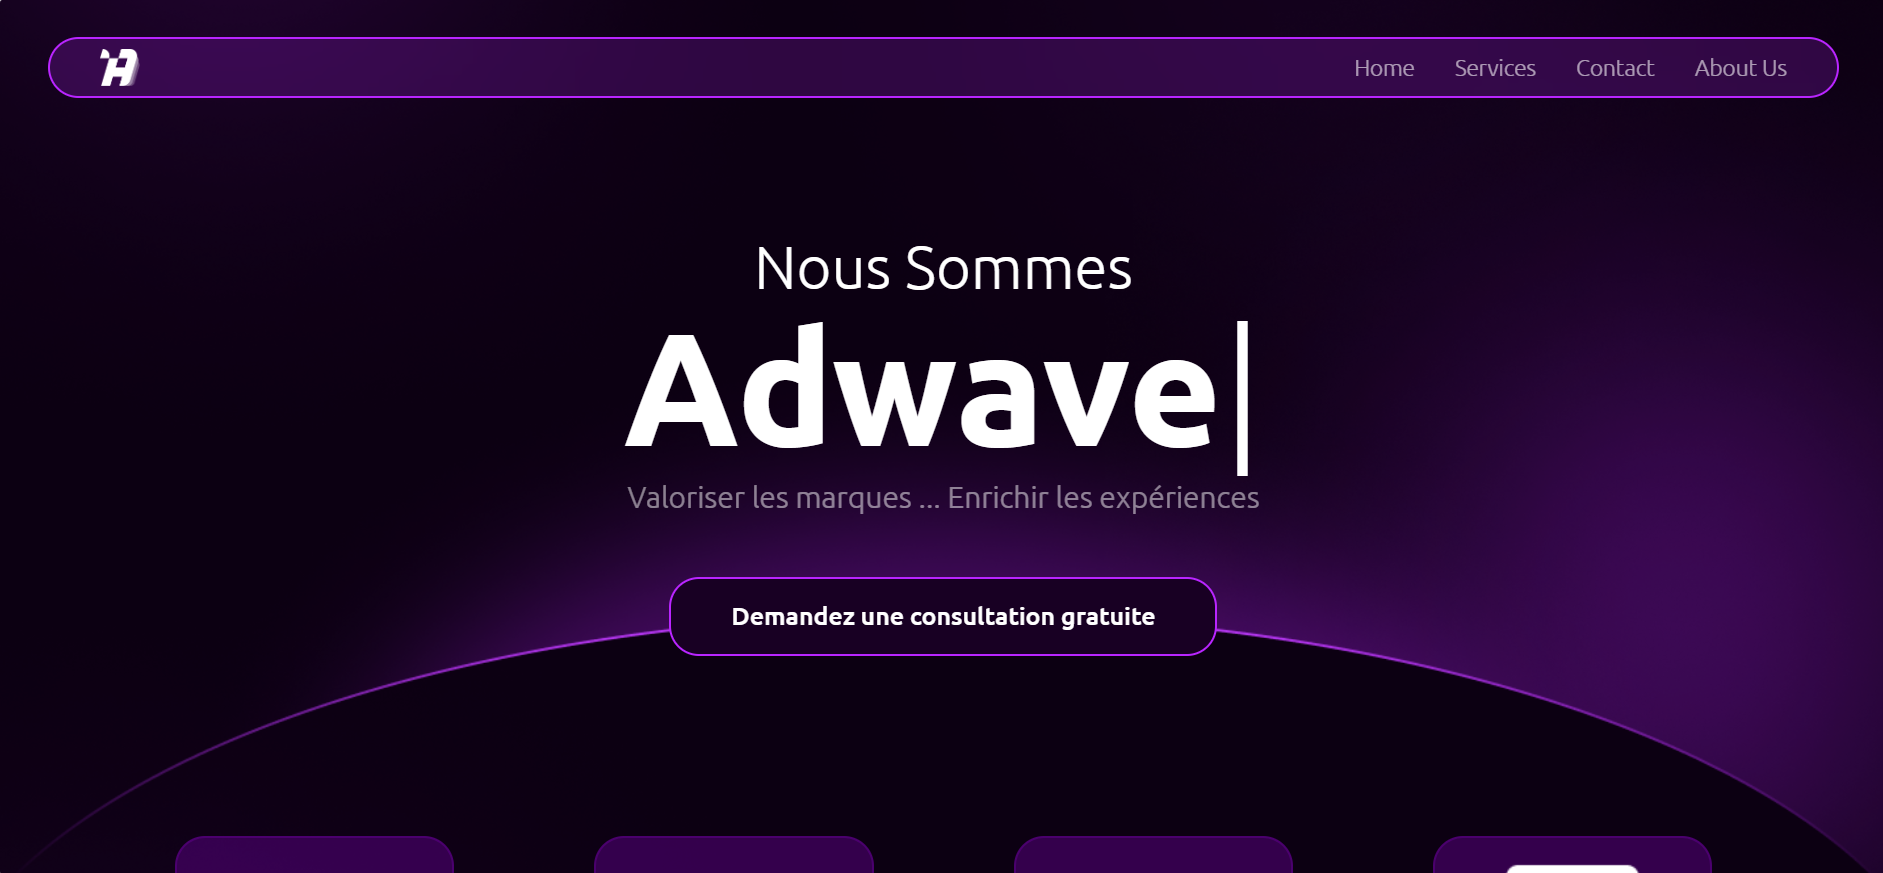 Home Services Contact About Us
Nous Sommes
Adwave|
Valoriser les marques ... Enrichir les expériences
Demandez une consultation gratuite